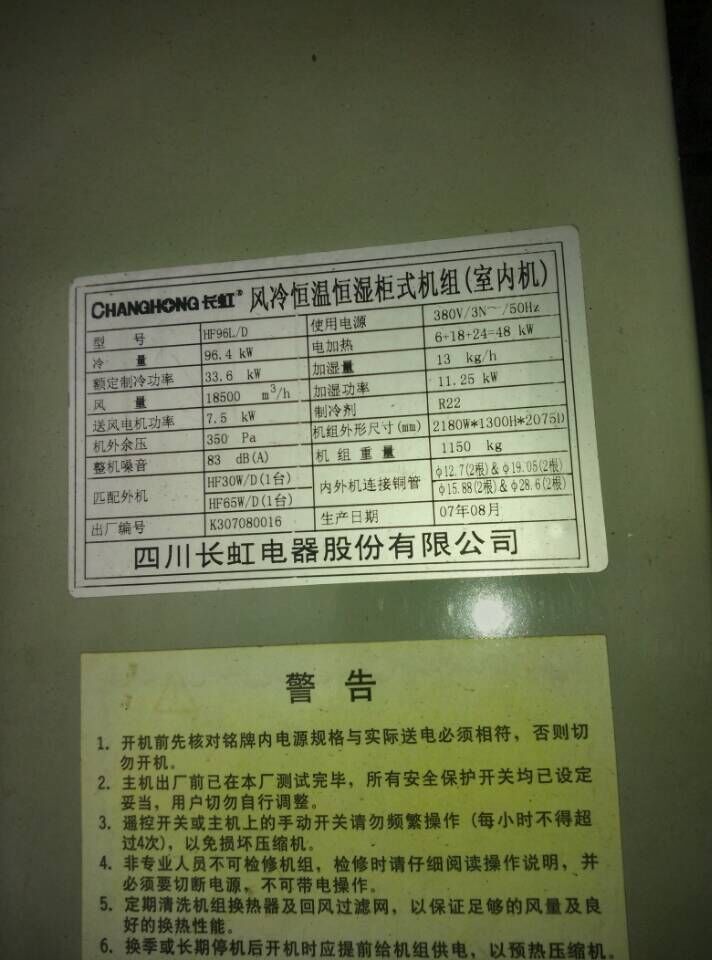 CHANGHONG 长虹® 风冷恒温恒湿柜式机组(室内机)
型 号 HF96L/D 使用电源 380V/3N～/50Hz
冷 量 96.4 kW 电加热 6+18+24=48 kW
额定制冷功率 33.6 kW 加湿量 13 kg/h
风 量 18500 m³/h 加湿功率 11.25 kW
送风电机功率 7.5 kW 制冷剂 R22
机外余压 350 Pa 机组外形尺寸(mm) 2180W*1300H*2075D
整机噪音 83 dB(A) 机组重量 1150 kg
匹配外机 HF30W/D(1台) 内外机连接铜管 φ12.7(2根)&φ19.05(2根)
HF65W/D(1台) φ15.88(2根)&φ28.6(2根)
出厂编号 K307080016 生产日期 07年08月
四川长虹电器股份有限公司
警 告
1. 开机前先核对铭牌内电源规格与实际送电必须相符，否则切
勿开机。
2. 主机出厂前已在本厂测试完毕，所有安全保护开关均已设定
妥当，用户切勿自行调整。
3. 遥控开关或主机上的手动开关请勿频繁操作（每小时不得超
过4次），以免损坏压缩机。
4. 非专业人员不可检修机组，检修时请仔细阅读操作说明，并
必须要切断电源，不可带电操作。
5. 定期清洗机组换热器及回风过滤网，以保证足够的风量及良
好的换热性能。
6. 换季或长期停机后开机时应提前给机组供电，以预热压缩机。